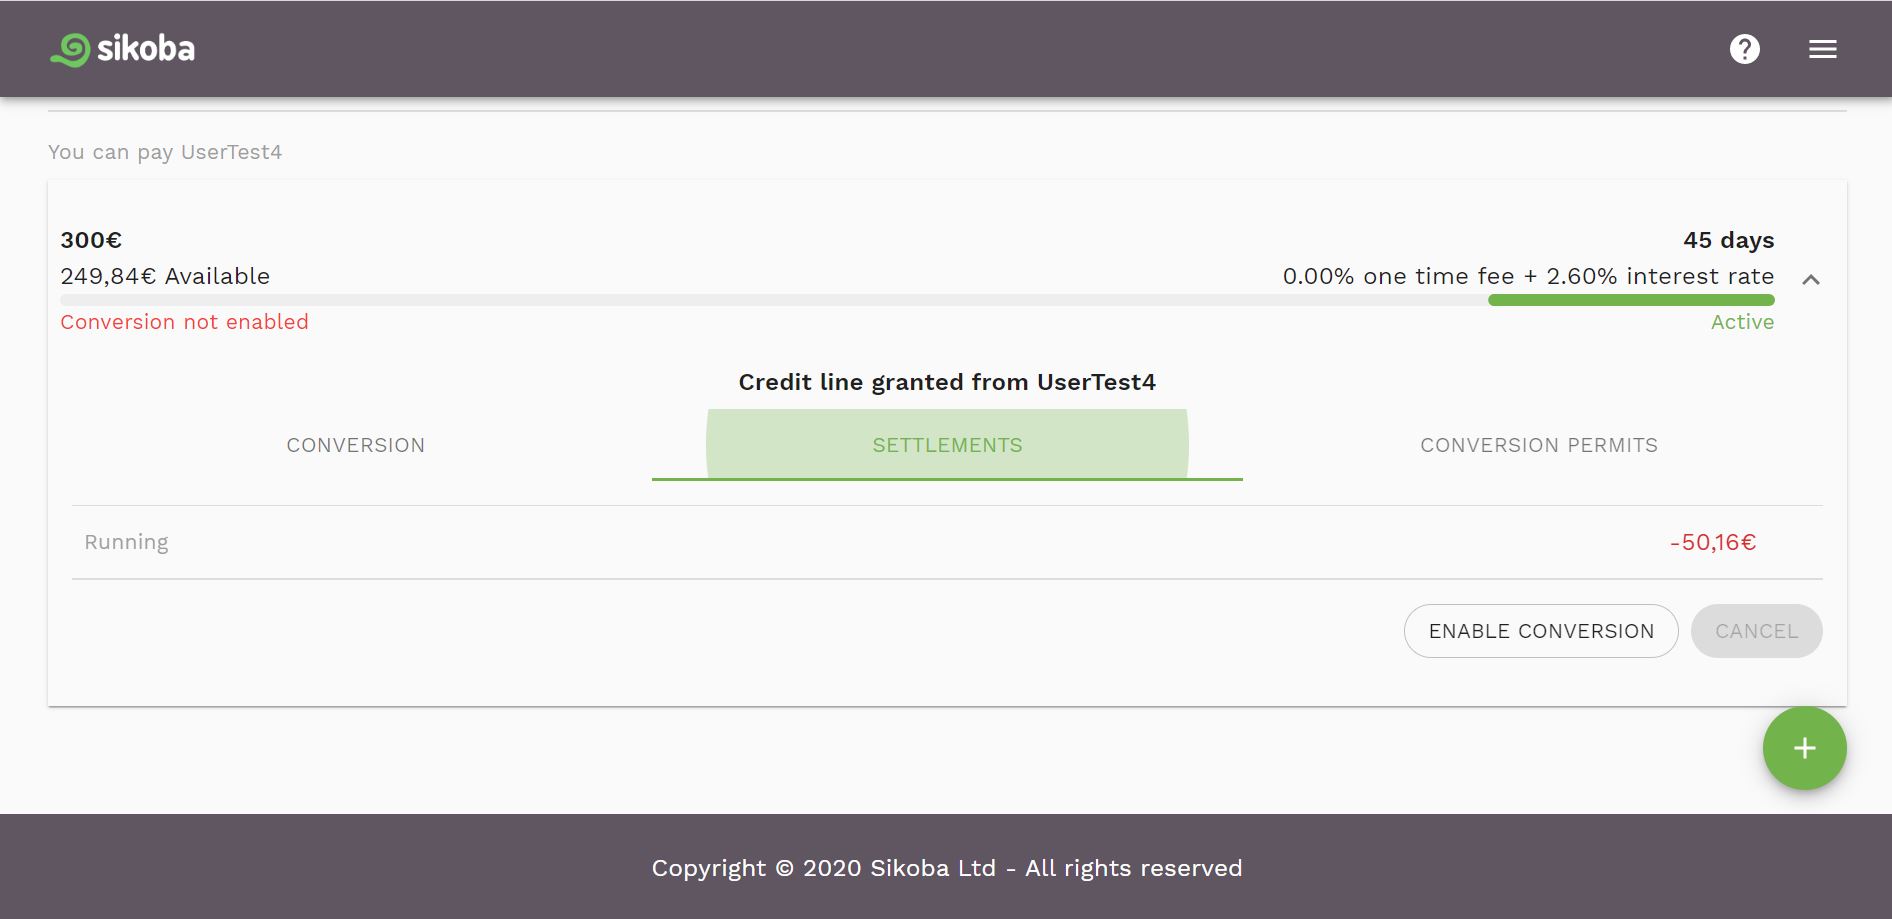 sikoba
You can pay UserTest4
300€
45 days
249,84€ Available
0.00% one time fee + 2.60% interest rate
Conversion not enabled
Active
Credit line granted from UserTest4
CONVERSION
SETTLEMENTS
CONVERSION PERMITS
Running
-50,16€
ENABLE CONVERSION
CANCEL
Copyright © 2020 Sikoba Ltd - All rights reserved